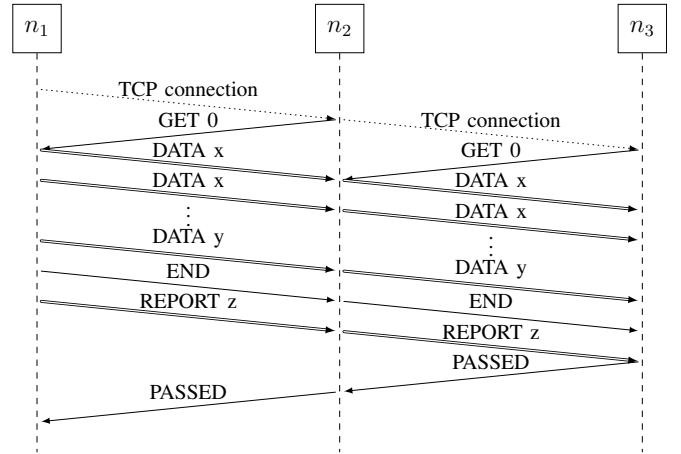 n1 n2 n3
TCP connection
GET 0 TCP connection
DATA x GET 0
DATA x DATA x
⋮ DATA x
DATA y ⋮
END DATA y
REPORT z END
REPORT z
PASSED
PASSED